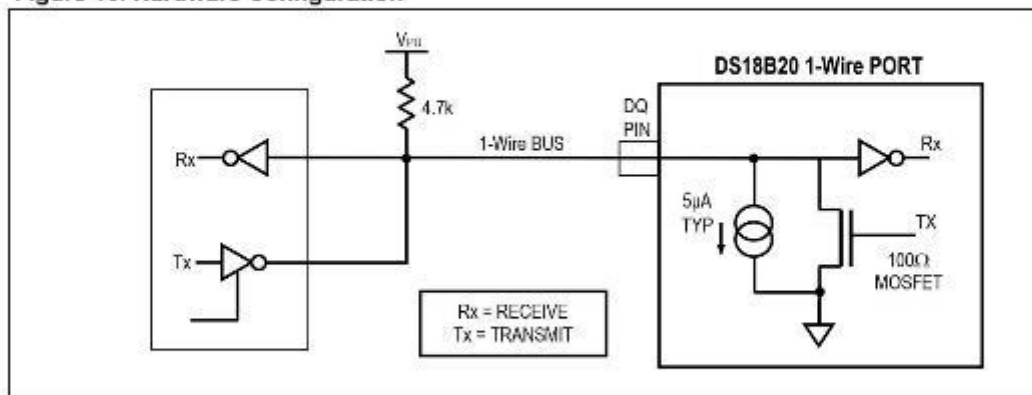 VPU
4.7k
Rx
1-Wire BUS
Tx
Rx = RECEIVE
Tx = TRANSMIT
DS18B20 1-Wire PORT
DQ
PIN
Rx
5µA
TYP
TX
100Ω
MOSFET